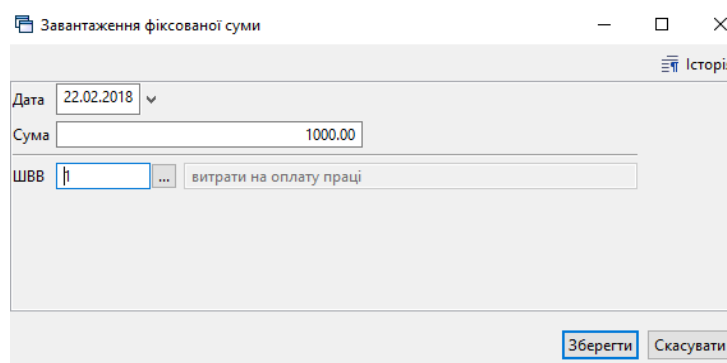 Завантаження фіксованої суми
Історі
Дата 22.02.2018
Сума 1000.00
ШВВ 1 ... витрати на оплату праці
Зберегти Скасувати